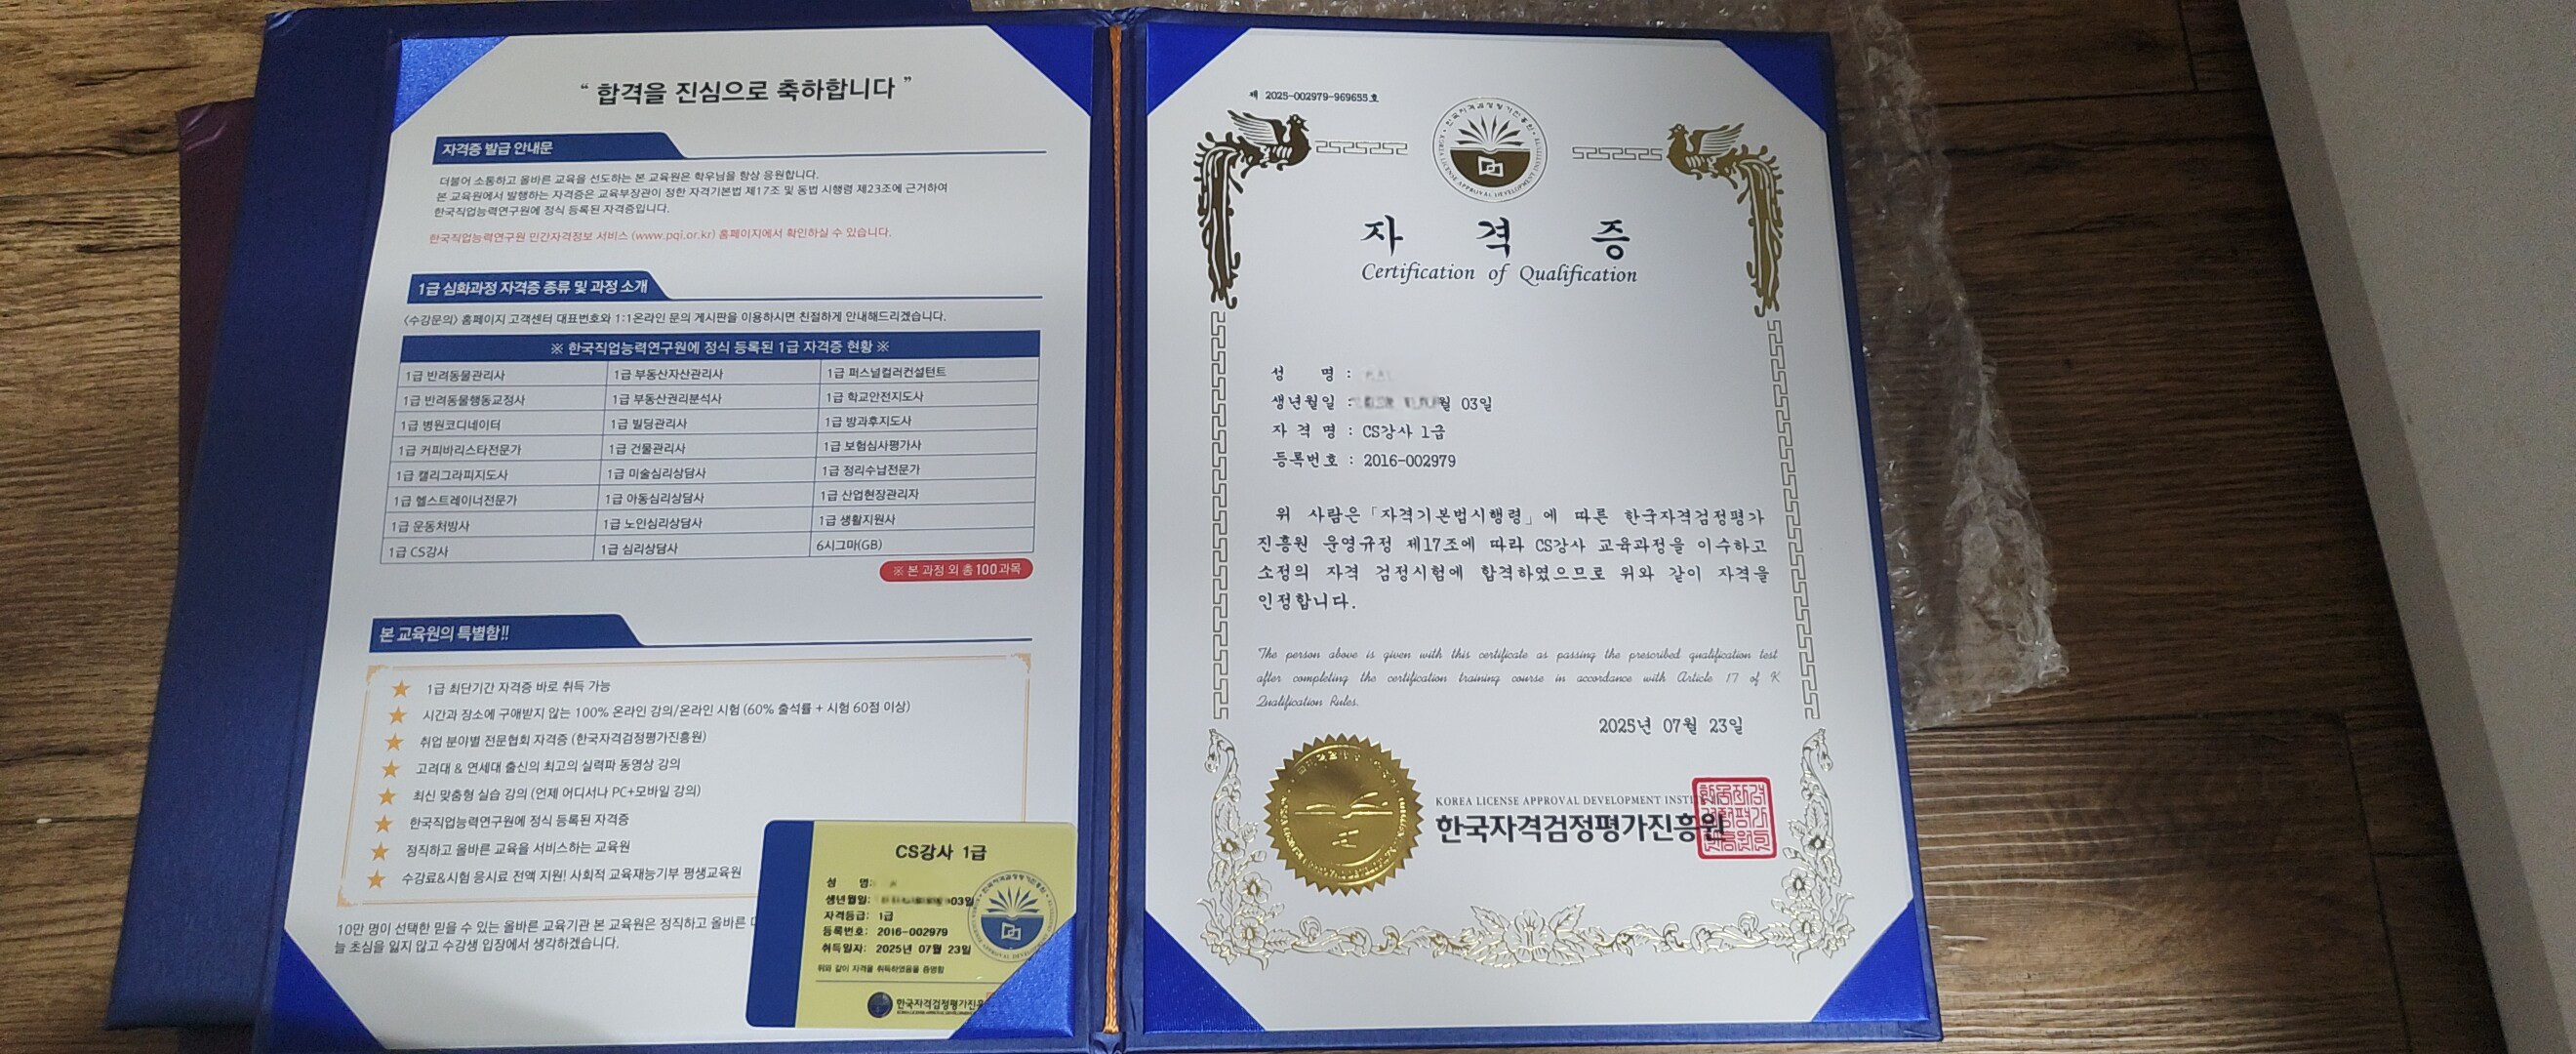 “ 합격을 진심으로 축하합니다 ”
자격증 발급 안내문
더불어 소통하고 올바른 교육을 선도하는 본 교육원은 학우님을 항상 응원합니다.
본 교육원에서 발행하는 자격증은 교육부장관이 정한 자격기본법 제17조 및 동법 시행령 제23조에 근거하여
한국직업능력연구원에 정식 등록된 자격증입니다.
한국직업능력연구원 민간자격정보 서비스 (www.pqi.or.kr) 홈페이지에서 확인하실 수 있습니다.
1급 심화과정 자격증 종류 및 과정 소개
<수강문의> 홈페이지 고객센터 대표번호와 1:1온라인 문의 게시판을 이용하시면 친절하게 안내해드리겠습니다.
※ 한국직업능력연구원에 정식 등록된 1급 자격증 현황 ※
1급 반려동물관리사 1급 부동산자산관리사 1급 퍼스널컬러컨설턴트
1급 반려동물행동교정사 1급 부동산권리분석사 1급 학교안전지도사
1급 병원코디네이터 1급 빌딩관리사 1급 방과후지도사
1급 커피바리스타전문가 1급 건물관리사 1급 보험심사평가사
1급 캘리그라피지도사 1급 미술심리상담사 1급 정리수납전문가
1급 헬스트레이너전문가 1급 아동심리상담사 1급 산업현장관리자
1급 운동처방사 1급 노인심리상담사 1급 생활지원사
1급 CS강사 1급 심리상담사 6시그마(GB)
※ 본 과정 외 총100과목
본 교육원의 특별함!!
1급 최단기간 자격증 바로 취득 가능
시간과 장소에 구애받지 않는 100% 온라인 강의/온라인 시험 (60% 출석률 + 시험 60점 이상)
취업 분야별 전문협회 자격증 (한국자격검정평가진흥원)
고려대 & 연세대 출신의 최고의 실력파 동영상 강의
최신 맞춤형 실습 강의 (언제 어디서나 PC+모바일 강의)
한국직업능력연구원에 정식 등록된 자격증
정직하고 올바른 교육을 서비스하는 교육원
수강료&시험 응시료 전액 지원! 사회적 교육재능기부 평생교육원
10만 명이 선택한 믿을 수 있는 올바른 교육기관 본 교육원은 정직하고 올바른
늘 초심을 잃지 않고 수강생 입장에서 생각하겠습니다.
CS강사 1급
성 명:
생년월일: 03일
자격등급: 1급
등록번호: 2016-002979
취득일자: 2025년 07월 23일
위와 같이 자격을 취득하였음을 증명함
한국자격검정평가진흥
제 2025-002979-969655호
한국자격검정평가진흥원
KOREA LICENSE APPROVAL DEVELOPMENT INSTITUTE
자 격 증
Certification of Qualification
성 명 :
생년월일 : 월 03일
자 격 명 : CS강사 1급
등록번호 : 2016-002979
위 사람은 「자격기본법시행령」에 따른 한국자격검정평가
진흥원 운영규정 제17조에 따라 CS강사 교육과정을 이수하고
소정의 자격 검정시험에 합격하였으므로 위와 같이 자격을
인정합니다.
The person above is given with this certificate as passing the prescribed qualification test
after completing the certification training course in accordance with Article 17 of K
Qualification Rules.
2025년 07월 23일
KOREA LICENSE APPROVAL DEVELOPMENT INSTI
한국자격검정평가진흥원